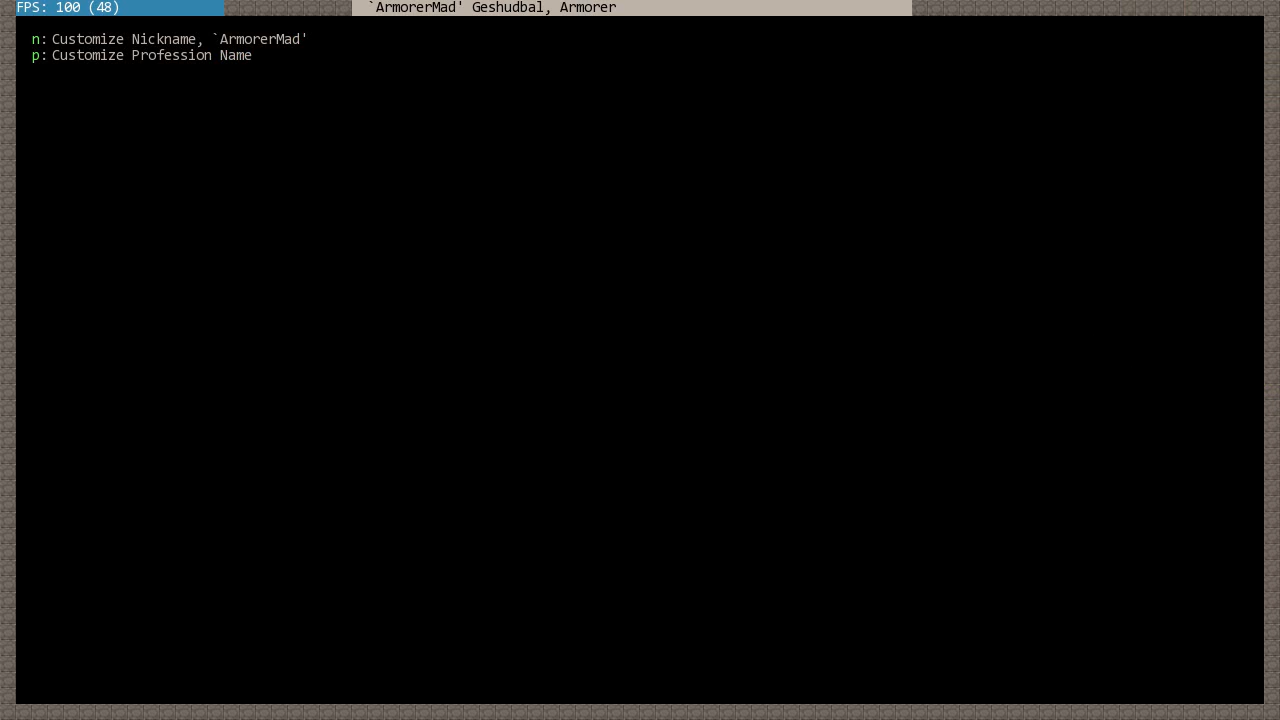 FPS: 100 (48)
`ArmorerMad' Geshudbal, Armorer
n: Customize Nickname, `ArmorerMad'
p: Customize Profession Name